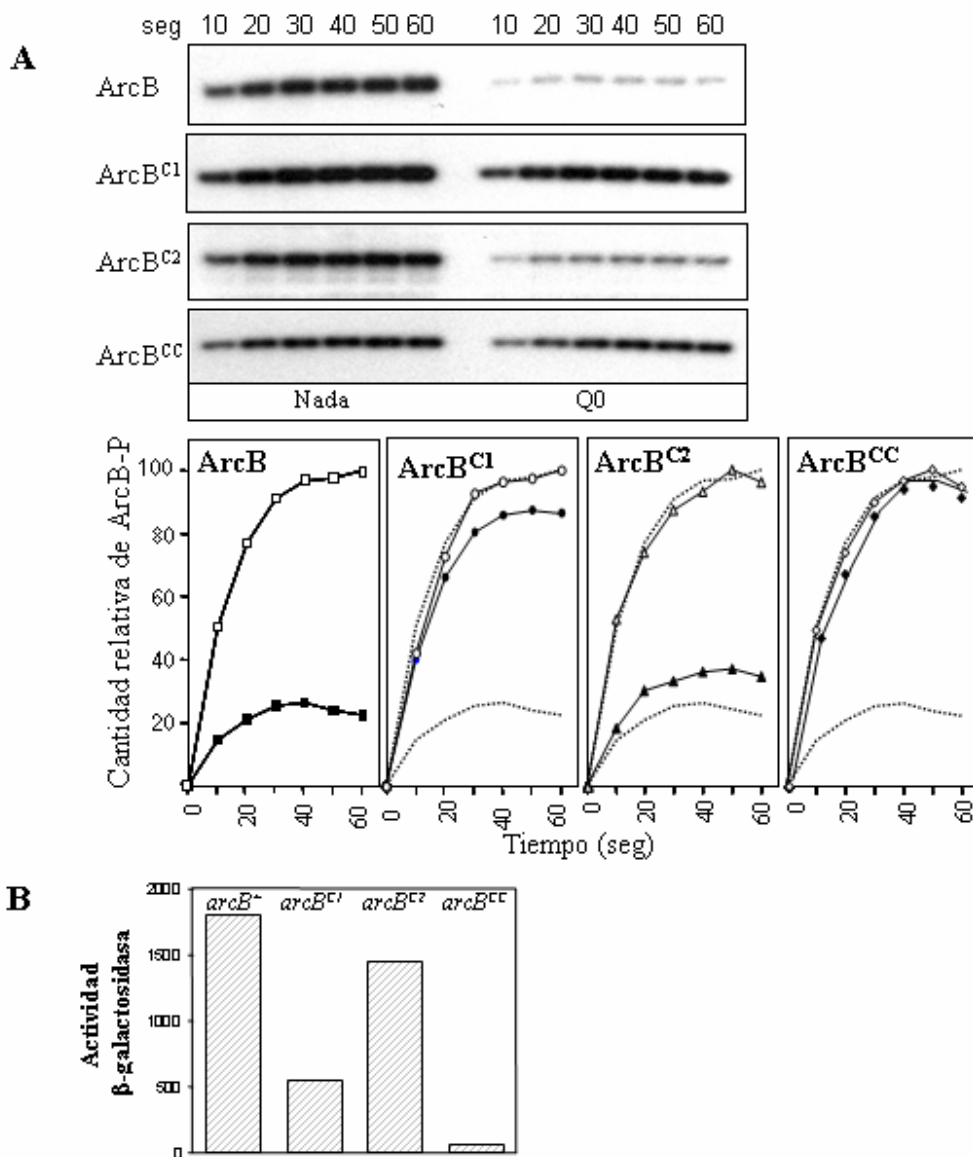 seg 10 20 30 40 50 60 10 20 30 40 50 60
A
ArcB
ArcB^C1
ArcB^C2
ArcB^CC
Nada Q0
Cantidad relativa de ArcB-P
100
80
60
40
20
ArcB ArcB^C1 ArcB^C2 ArcB^CC
0 20 40 60 0 20 40 60 0 20 40 60 0 20 40 60
Tiempo (seg)
B
Actividad
β-galactosidasa
2000
1500
1000
500
0
arcB⁺ arcB^C1 arcB^C2 arcB^CC